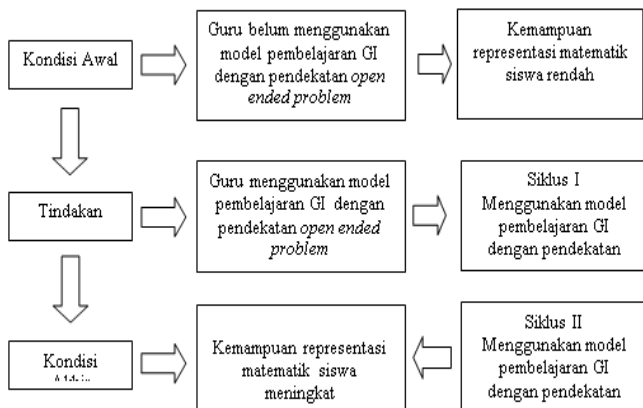 Kondisi Awal
Guru belum menggunakan
model pembelajaran GI
dengan pendekatan open
ended problem
Kemampuan
representasi matematik
siswa rendah
Tindakan
Guru menggunakan model
pembelajaran GI dengan
pendekatan open ended
problem
Siklus I
Menggunakan model
pembelajaran GI
dengan pendekatan
Kondisi
Kemampuan representasi
matematik siswa
meningkat
Siklus II
Menggunakan model
pembelajaran GI
dengan pendekatan